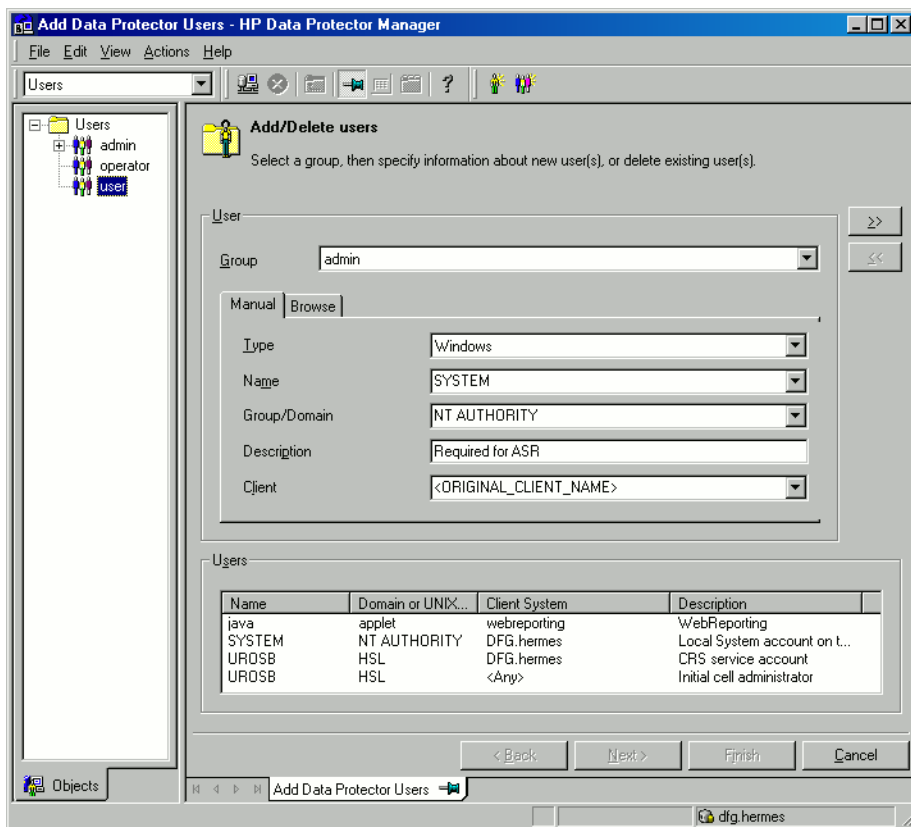 Add Data Protector Users - HP Data Protector Manager
File Edit View Actions Help
Users
Users
admin
operator
user
Add/Delete users
Select a group, then specify information about new user(s), or delete existing user(s).
User
>>
<<
Group admin
Manual Browse
Type Windows
Name SYSTEM
Group/Domain NT AUTHORITY
Description Required for ASR
Client <ORIGINAL_CLIENT_NAME>
Users
Name Domain or UNIX... Client System Description
java applet webreporting WebReporting
SYSTEM NT AUTHORITY DFG.hermes Local System account on t...
UROSB HSL DFG.hermes CRS service account
UROSB HSL <Any> Initial cell administrator
< Back Next > Finish Cancel
Objects
Add Data Protector Users
dfg.hermes